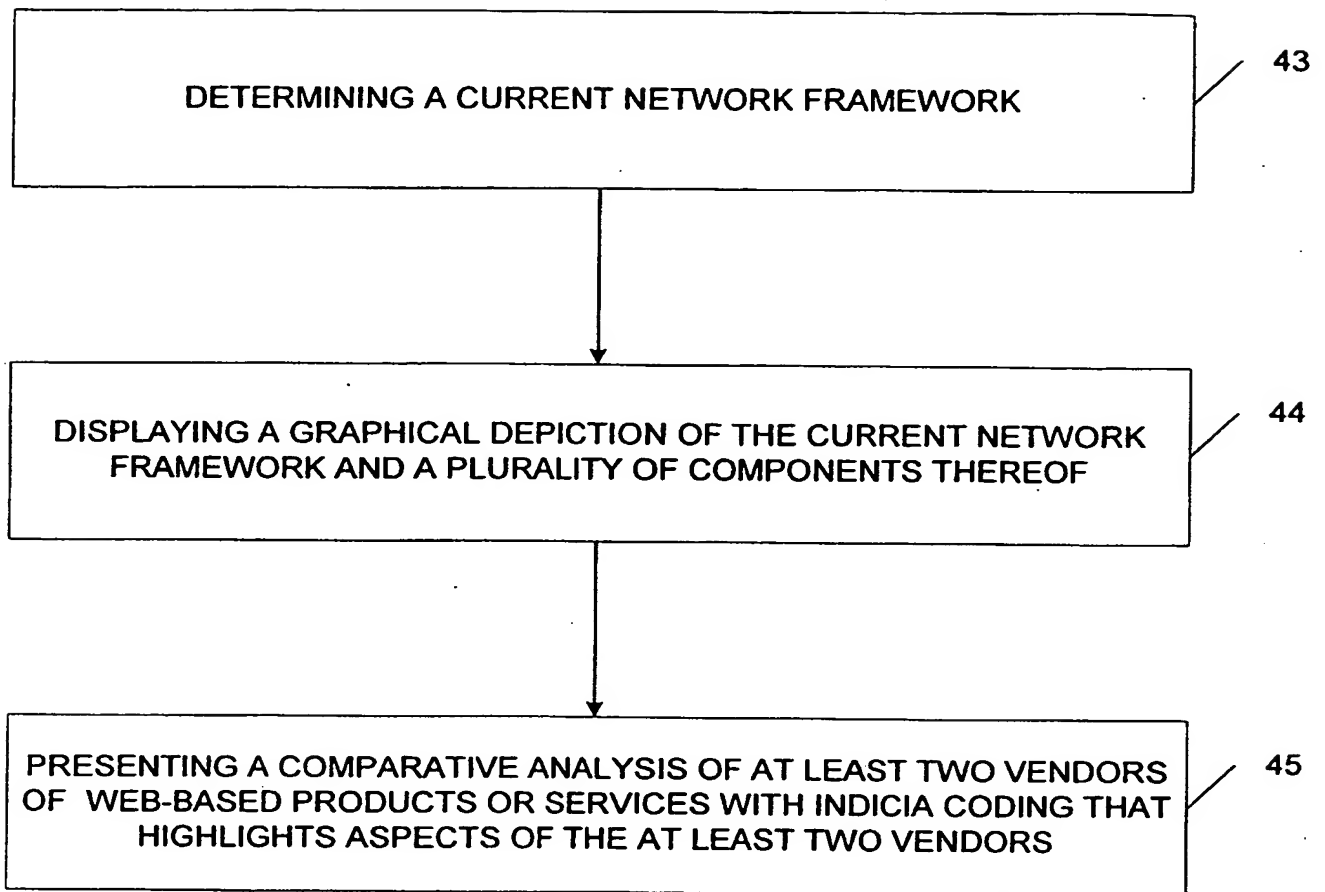 DETERMINING A CURRENT NETWORK FRAMEWORK
43
DISPLAYING A GRAPHICAL DEPICTION OF THE CURRENT NETWORK
FRAMEWORK AND A PLURALITY OF COMPONENTS THEREOF
44
PRESENTING A COMPARATIVE ANALYSIS OF AT LEAST TWO VENDORS
OF WEB-BASED PRODUCTS OR SERVICES WITH INDICIA CODING THAT
HIGHLIGHTS ASPECTS OF THE AT LEAST TWO VENDORS
45